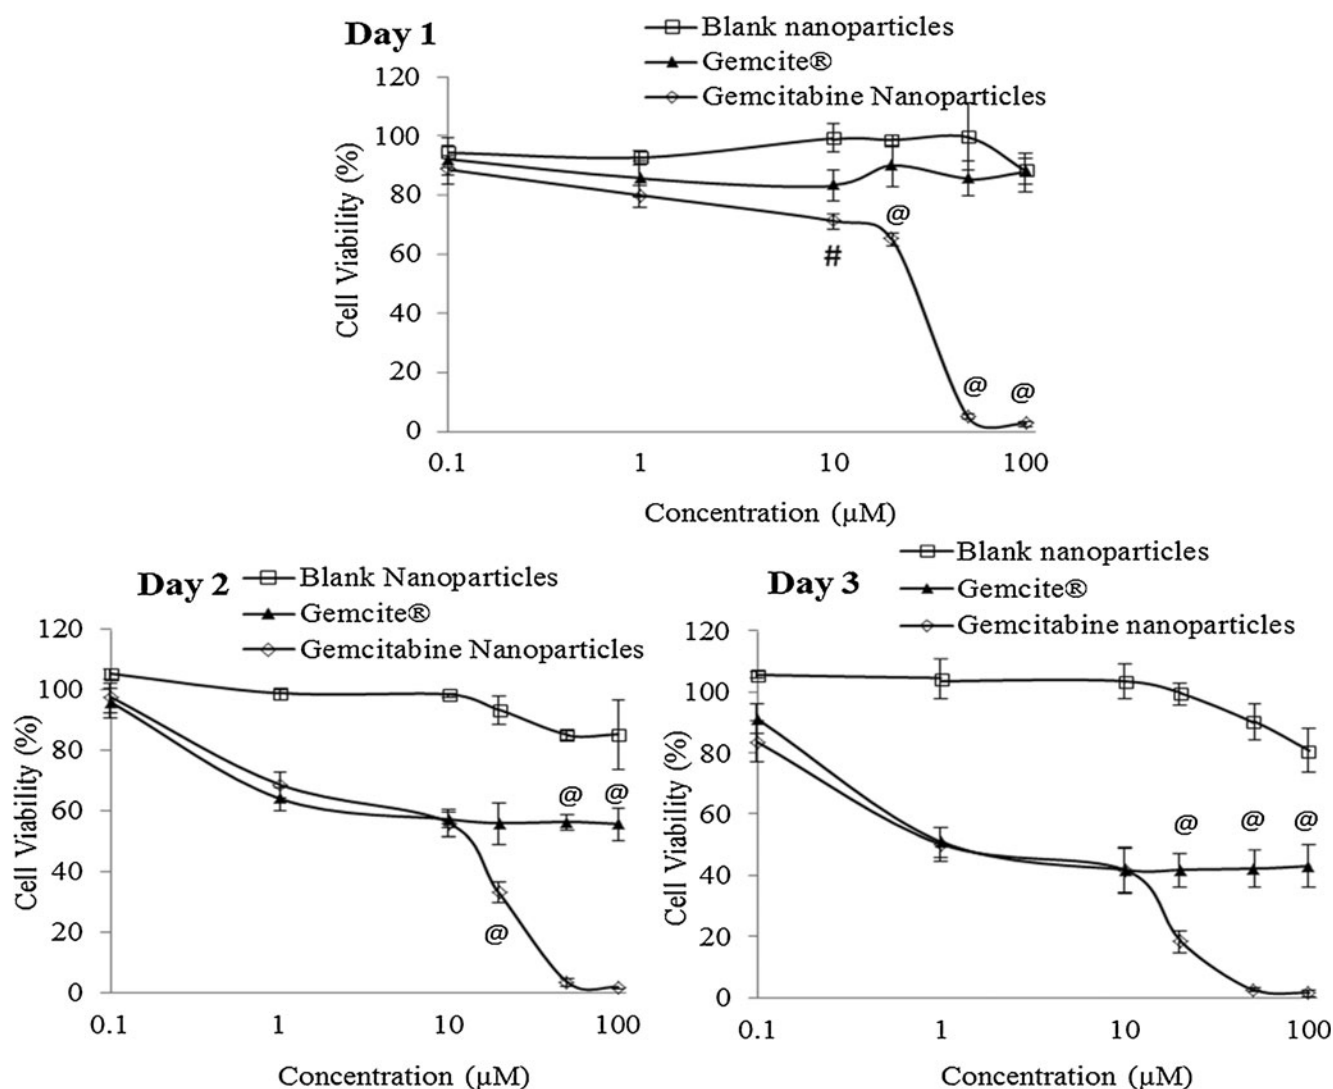 Day 1
Blank nanoparticles
Gemcite®
Gemcitabine Nanoparticles
Cell Viability (%)
120
100
80
60
40
20
0
@
#
@
@
0.1 1 10 100
Concentration (µM)
Day 2
Blank Nanoparticles
Gemcite®
Gemcitabine Nanoparticles
Cell Viability (%)
120
100
80
60
40
20
0
@ @
@
0.1 1 10 100
Concentration (µM)
Day 3
Blank nanoparticles
Gemcite®
Gemcitabine nanoparticles
Cell Viability (%)
120
100
80
60
40
20
0
@ @ @
0.1 1 10 100
Concentration (µM)